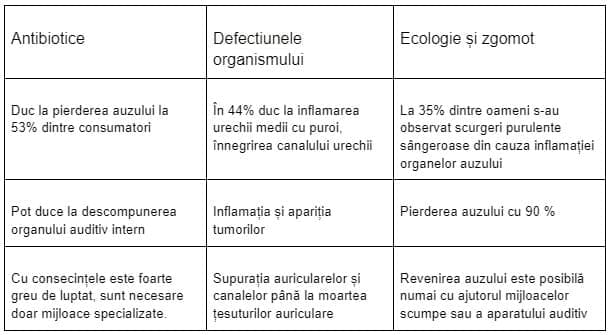 Antibiotice
Defectiunele
organismului
Ecologie și zgomot
Duc la pierderea auzului la
53% dintre consumatori
În 44% duc la inflamarea
urechii medii cu puroi,
înnegrirea canalului urechii
La 35% dintre oameni s-au
observat scurgeri purulente
sângeroase din cauza inflamației
organelor auzului
Pot duce la descompunerea
organului auditiv intern
Inflamația și apariția
tumorilor
Pierderea auzului cu 90 %
Cu consecințele este foarte
greu de luptat, sunt necesare
doar mijloace specializate.
Supurația auricularelor și
canalelor până la moartea
țesuturilor auriculare
Revenirea auzului este posibilă
numai cu ajutorul mijloacelor
scumpe sau a aparatului auditiv